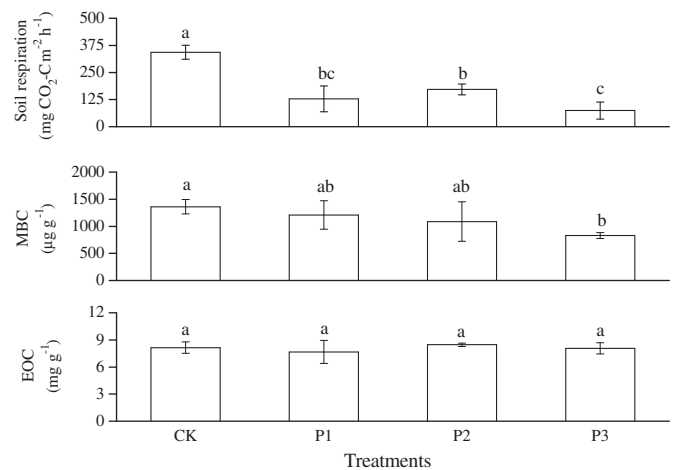 Soil respiration
(mg CO₂-Cm⁻² h⁻¹)
500
375
250
125
0
a
bc
b
c
MBC
(µg g⁻¹)
2000
1500
1000
500
0
a
ab
ab
b
EOC
(mg g⁻¹)
12
9
6
3
0
a
a
a
a
CK
P1
P2
P3
Treatments